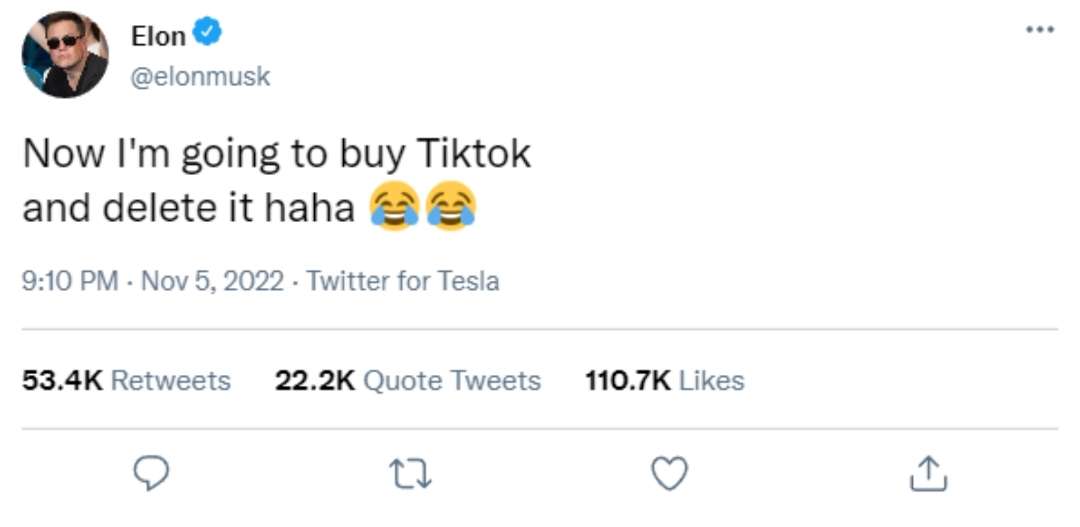 Elon
@elonmusk
Now I'm going to buy Tiktok
and delete it haha 😂😂
9:10 PM · Nov 5, 2022 · Twitter for Tesla
53.4K Retweets 22.2K Quote Tweets 110.7K Likes